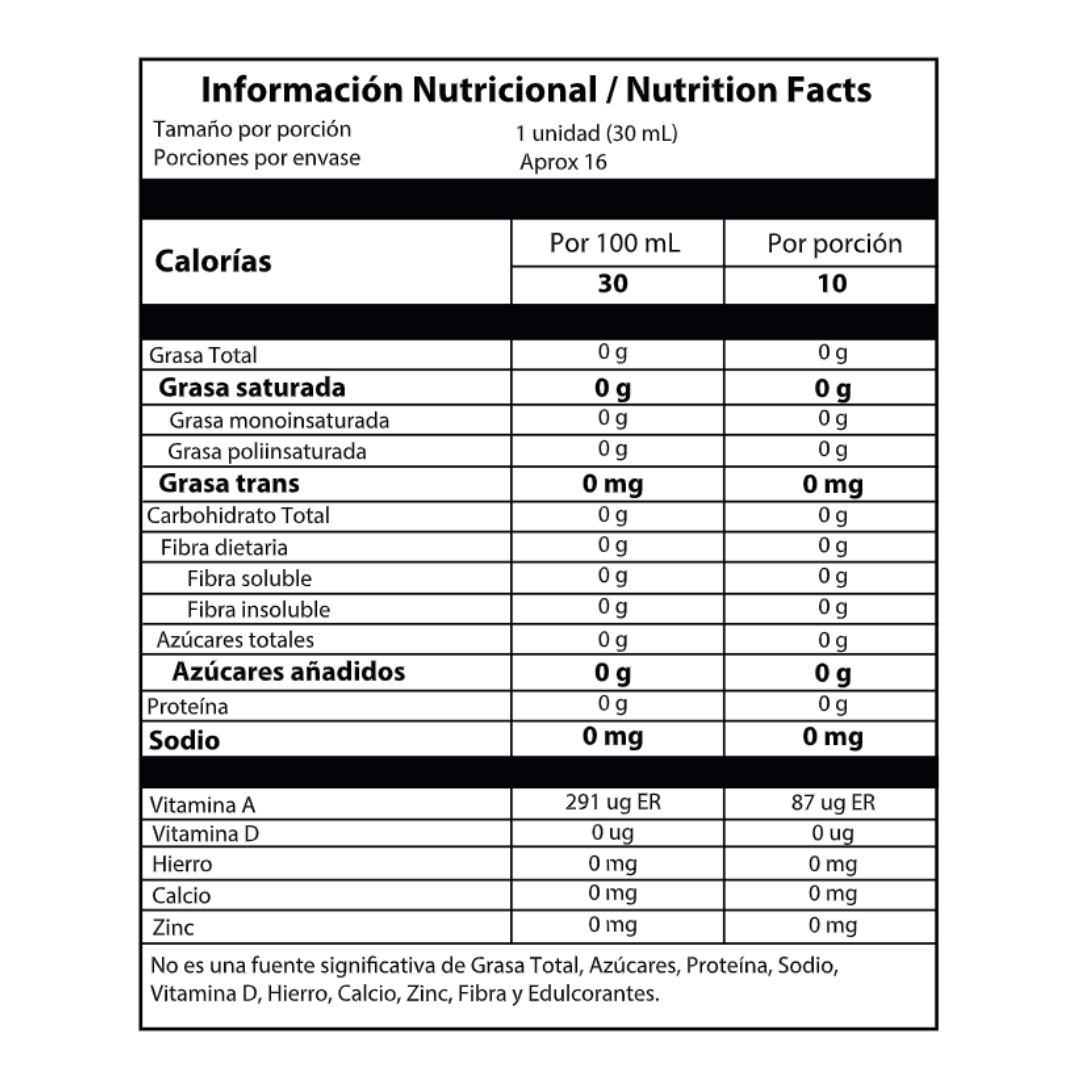 Información Nutricional / Nutrition Facts
Tamaño por porción 1 unidad (30 mL)
Porciones por envase Aprox 16
Calorías Por 100 mL Por porción
30 10
Grasa Total 0 g 0 g
Grasa saturada 0 g 0 g
Grasa monoinsaturada 0 g 0 g
Grasa poliinsaturada 0 g 0 g
Grasa trans 0 mg 0 mg
Carbohidrato Total 0 g 0 g
Fibra dietaria 0 g 0 g
Fibra soluble 0 g 0 g
Fibra insoluble 0 g 0 g
Azúcares totales 0 g 0 g
Azúcares añadidos 0 g 0 g
Proteína 0 g 0 g
Sodio 0 mg 0 mg
Vitamina A 291 ug ER 87 ug ER
Vitamina D 0 ug 0 ug
Hierro 0 mg 0 mg
Calcio 0 mg 0 mg
Zinc 0 mg 0 mg
No es una fuente significativa de Grasa Total, Azúcares, Proteína, Sodio,
Vitamina D, Hierro, Calcio, Zinc, Fibra y Edulcorantes.